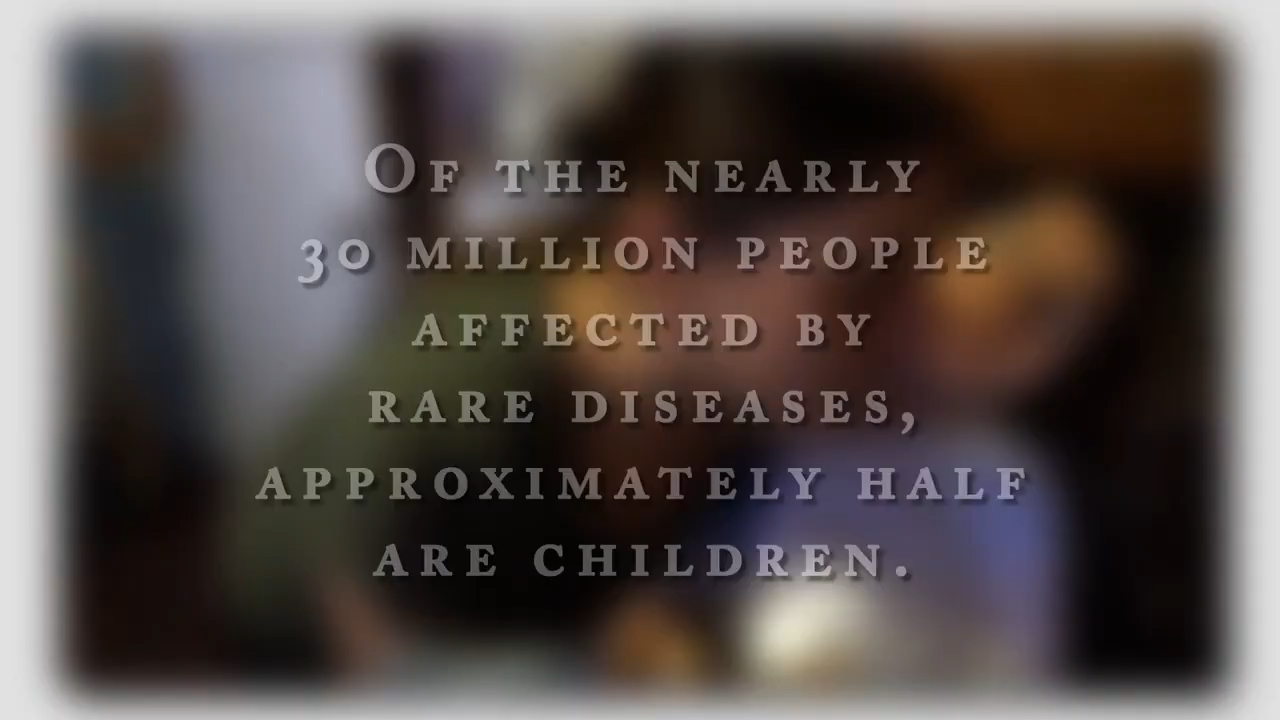 Of the nearly
30 million people
affected by
rare diseases,
approximately half
are children.